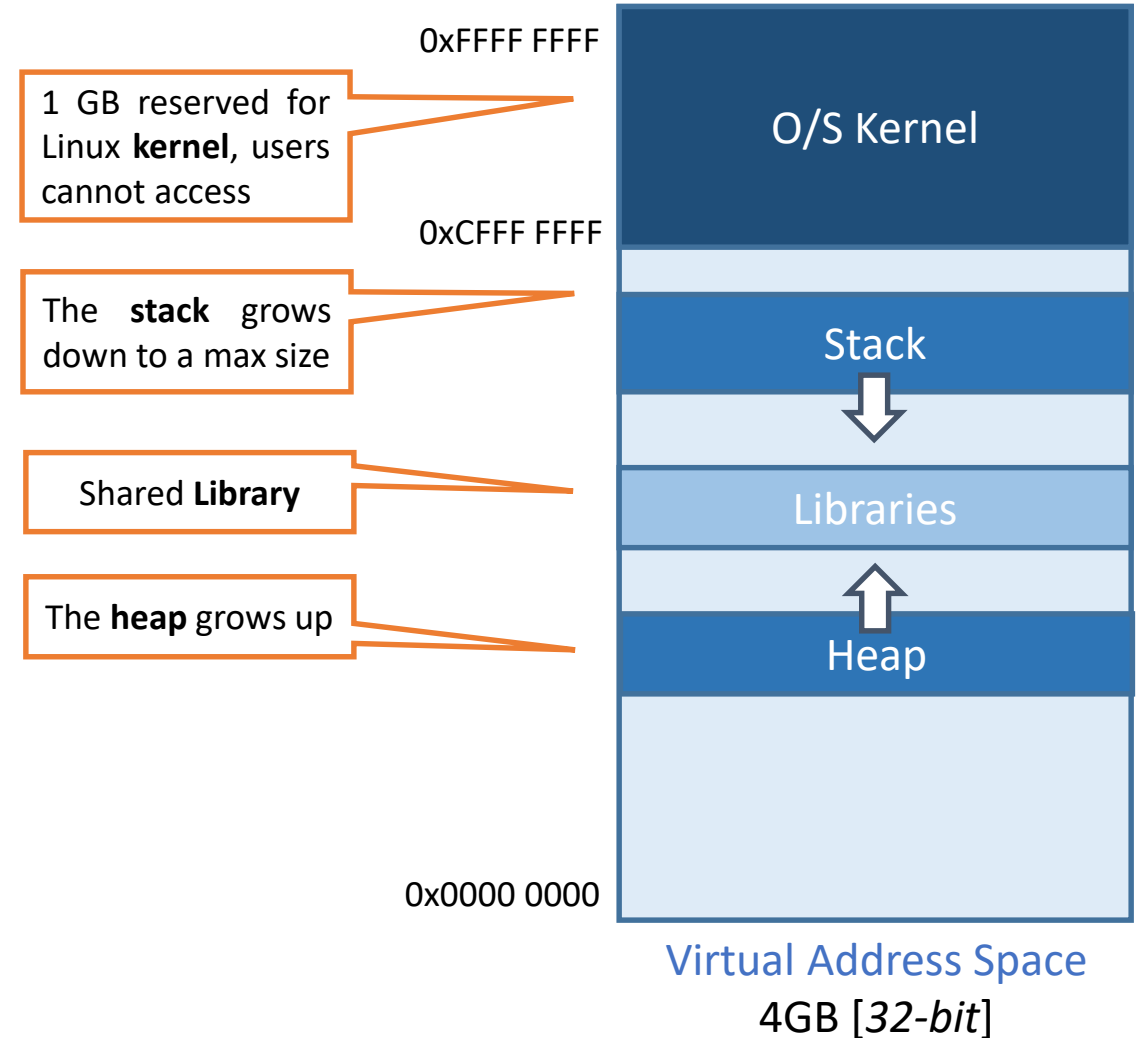 0xFFFF FFFF
1 GB reserved for
Linux kernel, users
cannot access
O/S Kernel
0xCFFF FFFF
The stack grows
down to a max size
Stack
Shared Library
Libraries
The heap grows up
Heap
0x0000 0000
Virtual Address Space
4GB [32-bit]